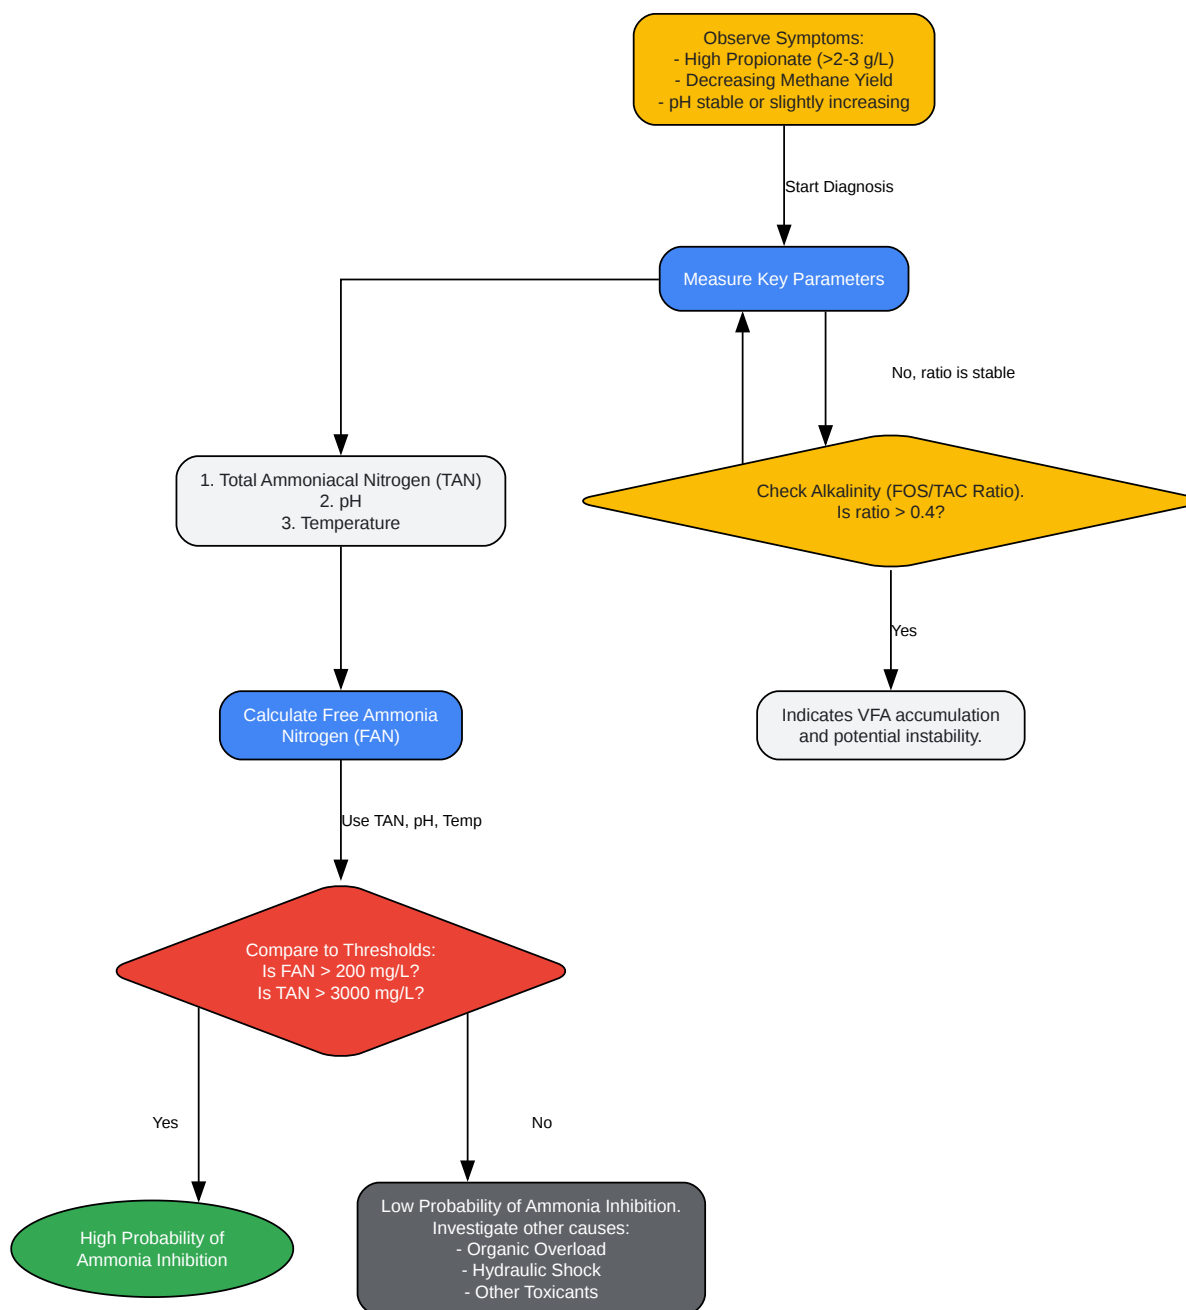 Observe Symptoms:
- High Propionate (>2-3 g/L)
- Decreasing Methane Yield
- pH stable or slightly increasing
Start Diagnosis
Measure Key Parameters
No, ratio is stable
1. Total Ammoniacal Nitrogen (TAN)
2. pH
3. Temperature
Check Alkalinity (FOS/TAC Ratio).
Is ratio > 0.4?
Yes
Calculate Free Ammonia
Nitrogen (FAN)
Indicates VFA accumulation
and potential instability.
Use TAN, pH, Temp
Compare to Thresholds:
Is FAN > 200 mg/L?
Is TAN > 3000 mg/L?
Yes
No
High Probability of
Ammonia Inhibition
Low Probability of Ammonia Inhibition.
Investigate other causes:
- Organic Overload
- Hydraulic Shock
- Other Toxicants